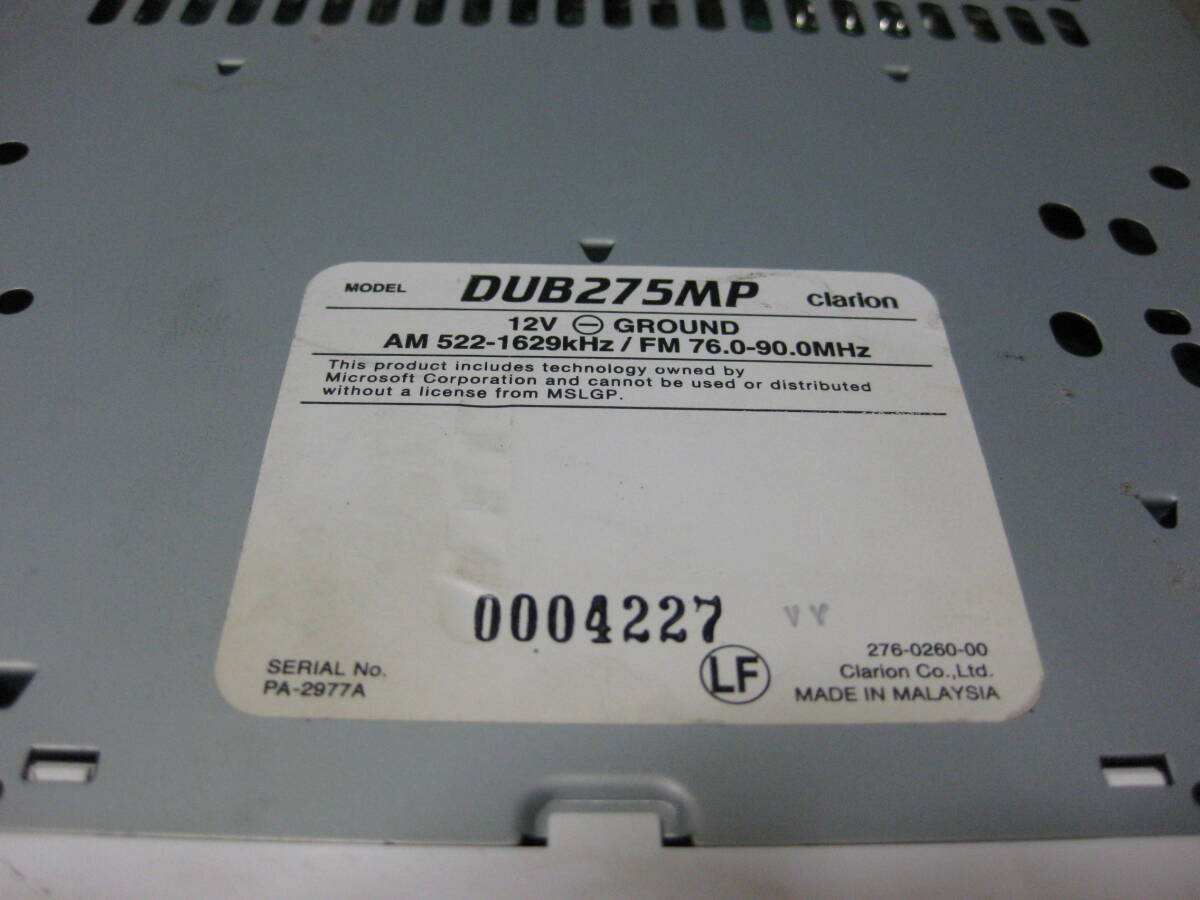 MODEL DUB275MP clarion
12V ⊖ GROUND
AM 522-1629kHz / FM 76.0-90.0MHz
This product includes technology owned by
Microsoft Corporation and cannot be used or distributed
without a license from MSLGP.
0004227
SERIAL No.
PA-2977A
LF
276-0260-00
Clarion Co.,Ltd.
MADE IN MALAYSIA